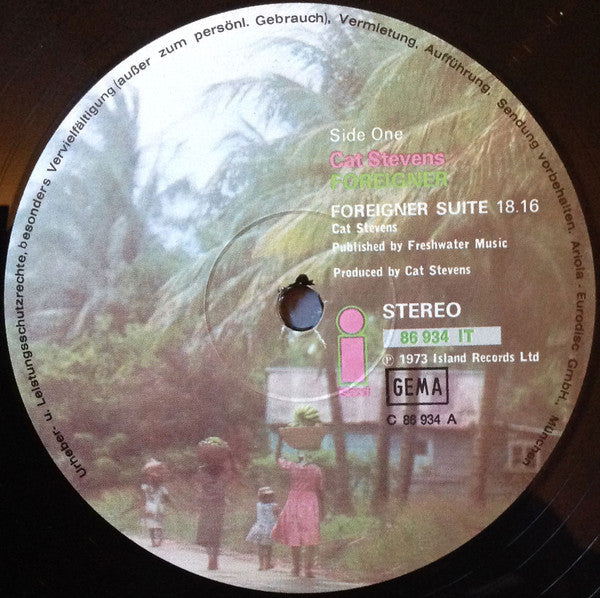 Urheber- u. Leistungsschutzrechte, besonders Vervielfältigung (außer zum persönl. Gebrauch), Vermietung, Aufführung, Sendung vorbehalten. Ariola - Eurodisc GmbH., München
Side One
Cat Stevens
FOREIGNER
FOREIGNER SUITE 18.16
Cat Stevens
Published by Freshwater Music
Produced by Cat Stevens
STEREO
86 934 IT
i
℗ 1973 Island Records Ltd
GEMA
C 86 934 A